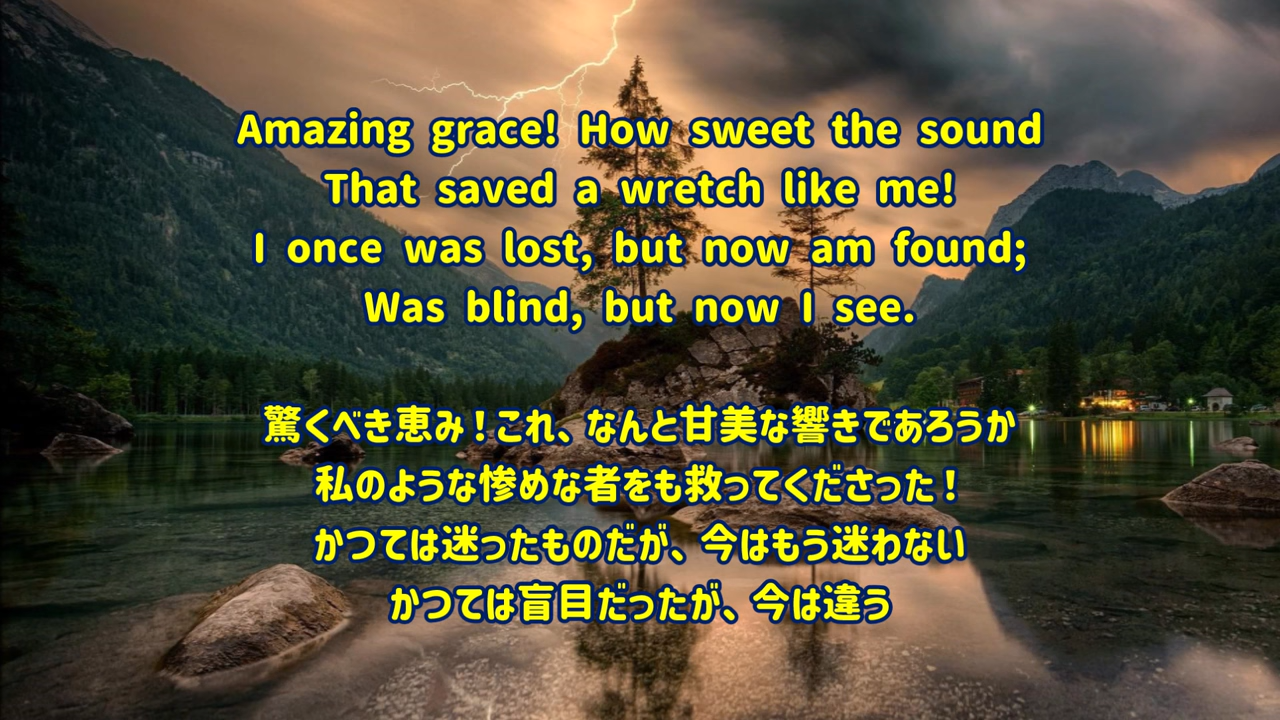 Amazing grace! How sweet the sound
That saved a wretch like me!
I once was lost, but now am found;
Was blind, but now I see.
驚くべき恵み！これ、なんと甘美な響きであろうか
私のような惨めな者をも救ってくださった！
かつては迷ったものだが、今はもう迷わない
かつては盲目だったが、今は違う